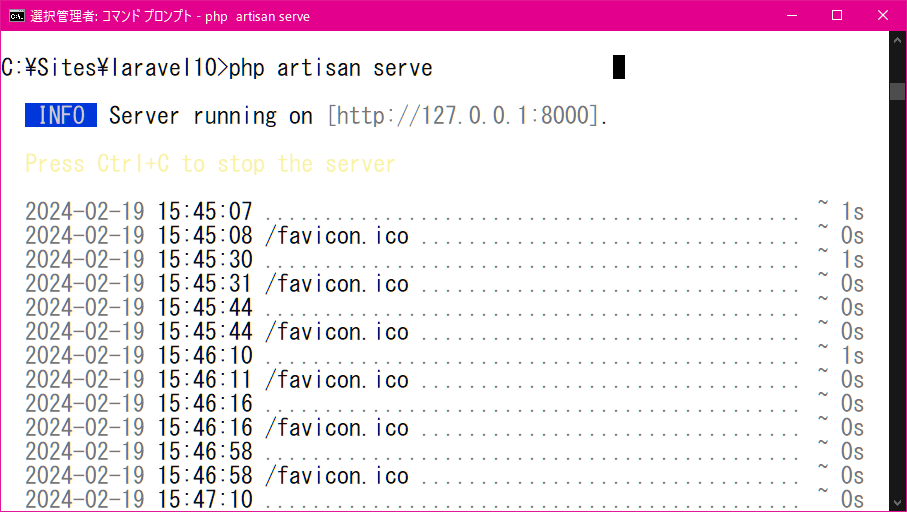 選択管理者: コマンド プロンプト - php  artisan serve
C:¥Sites¥laravel10>php artisan serve
INFO  Server running on [http://127.0.0.1:8000].
Press Ctrl+C to stop the server
2024-02-19 15:45:07 ............................................. ~ 1s
2024-02-19 15:45:08 /favicon.ico ................................ ~ 0s
2024-02-19 15:45:30 ............................................. ~ 1s
2024-02-19 15:45:31 /favicon.ico ................................ ~ 0s
2024-02-19 15:45:44 ............................................. ~ 0s
2024-02-19 15:45:44 /favicon.ico ................................ ~ 0s
2024-02-19 15:46:10 ............................................. ~ 1s
2024-02-19 15:46:11 /favicon.ico ................................ ~ 0s
2024-02-19 15:46:16 ............................................. ~ 0s
2024-02-19 15:46:16 /favicon.ico ................................ ~ 0s
2024-02-19 15:46:58 ............................................. ~ 0s
2024-02-19 15:46:58 /favicon.ico ................................ ~ 0s
2024-02-19 15:47:10 ............................................. ~ 0s